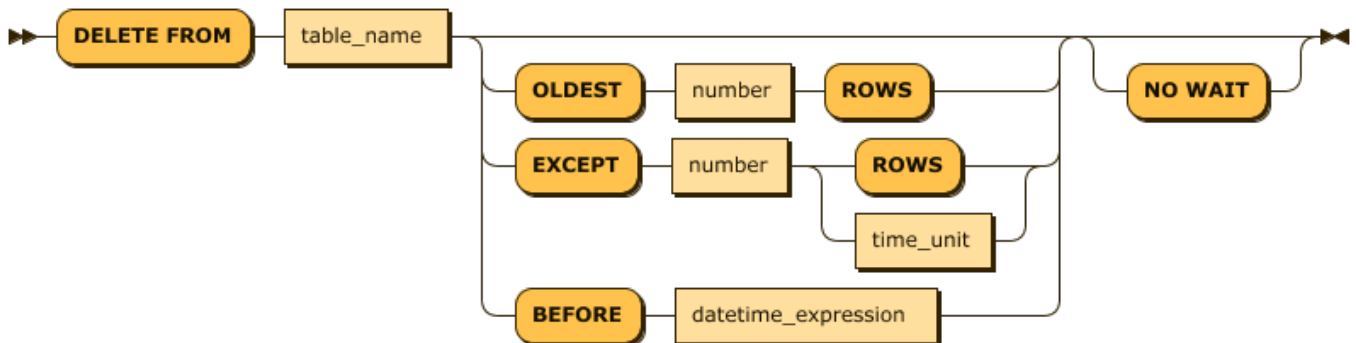 DELETE FROM table_name
OLDEST number ROWS NO WAIT
EXCEPT number ROWS
time_unit
BEFORE datetime_expression